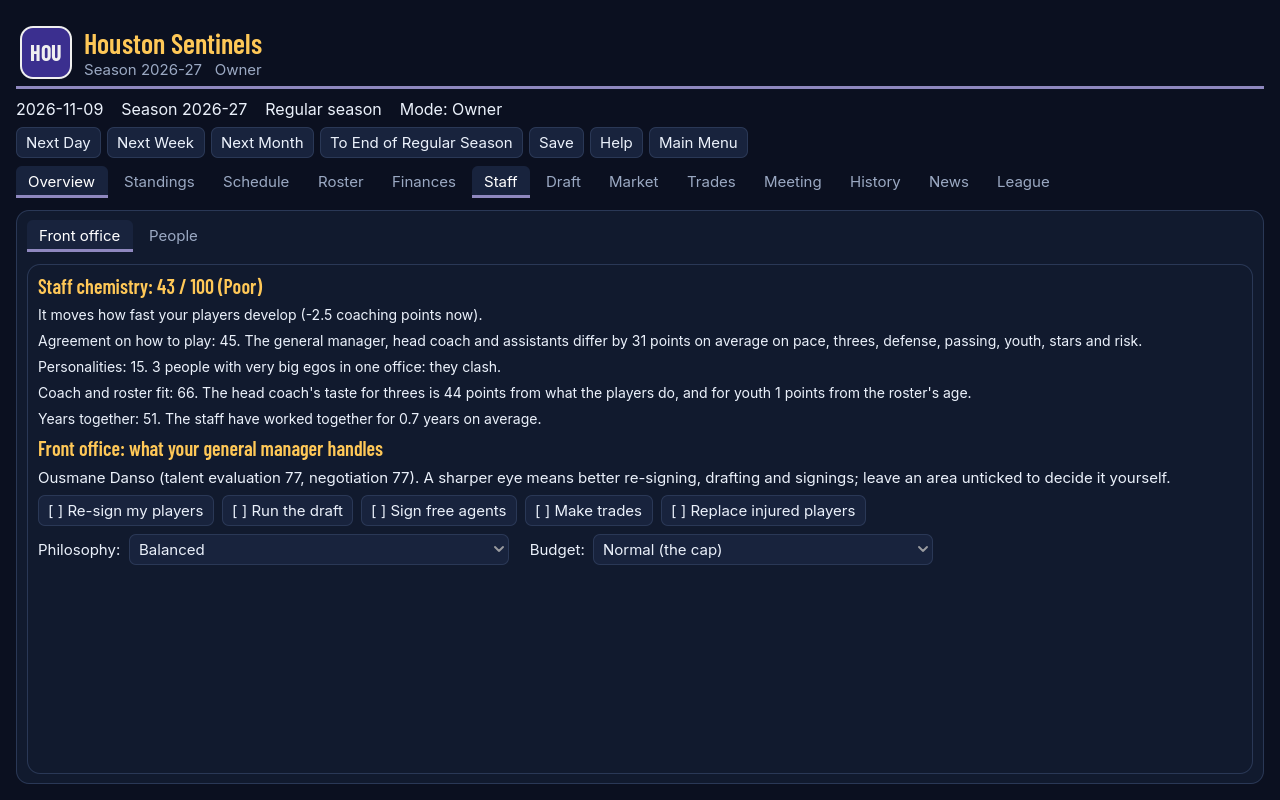 HOU
Houston Sentinels
Season 2026-27 Owner
2026-11-09 Season 2026-27 Regular season Mode: Owner
Next Day Next Week Next Month To End of Regular Season Save Help Main Menu
Overview Standings Schedule Roster Finances Staff Draft Market Trades Meeting History News League
Front office People
Staff chemistry: 43 / 100 (Poor)
It moves how fast your players develop (-2.5 coaching points now).
Agreement on how to play: 45. The general manager, head coach and assistants differ by 31 points on average on pace, threes, defense, passing, youth, stars and risk.
Personalities: 15. 3 people with very big egos in one office: they clash.
Coach and roster fit: 66. The head coach's taste for threes is 44 points from what the players do, and for youth 1 points from the roster's age.
Years together: 51. The staff have worked together for 0.7 years on average.
Front office: what your general manager handles
Ousmane Danso (talent evaluation 77, negotiation 77). A sharper eye means better re-signing, drafting and signings; leave an area unticked to decide it yourself.
[ ] Re-sign my players [ ] Run the draft [ ] Sign free agents [ ] Make trades [ ] Replace injured players
Philosophy: Balanced Budget: Normal (the cap)